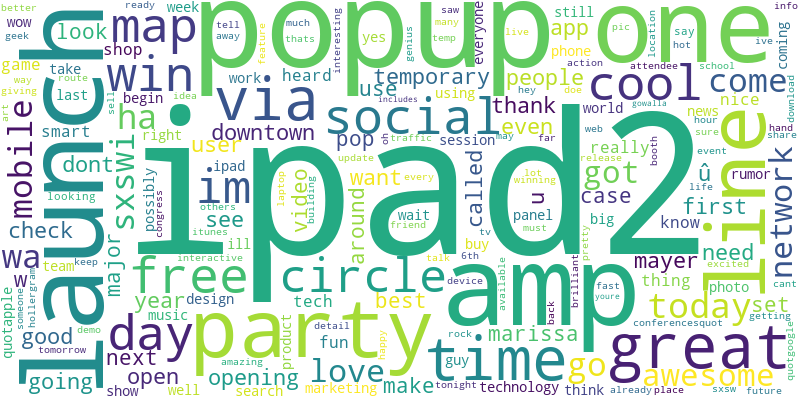 popup
one
launch
map
win
via
social
cool
come
ipad2
amp
line
network
mobile
sxswi
ha
app
look
shop
game
take
last
smart
dont
check
wa
w
major
free
circle
party
day
time
great
today
awesome
go
love
im
got
user
downtown
temporary
use
people
thank
even
pop
session
called
u
panel
case
û
first
need
set
mayer
marissa
thing
know
big
buy
want
around
video
see
ipad
possibly
right
year
music
design
tech
fun
best
make
guy
opening
open
next
going
good
show
well
search
marketing
technology
think
already
place
sxsw
future
cant
getting
conferencesquot
quotgoogle
quotapple
hollergram
someone
keep
team
looking
tomorrow
demo
ready
week
wow
geek
better
way
giving
route
art
begin
work
heard
idea
sell
tell
away
feature
much
thats
interesting
yes
still
phone
using
everyone
genius
saw
many
temp
live
pic
location
say
hot
info
ive
coming
action
attendee
school
gowalla
doe
download
world
news
nice
really
hour
sure
hand
share
web
may
far
event
rumor
life
booth
release
lot
winning
must
pretty
brilliant
fast
youre
back
available
device
6th
tv
oh
traffic
includes
update
every
friend
laptop
building
itunes
others
congress
interactive
ill
wait
talk
happy
rock
tonight
detail
product
amazing
photo
excited
hey